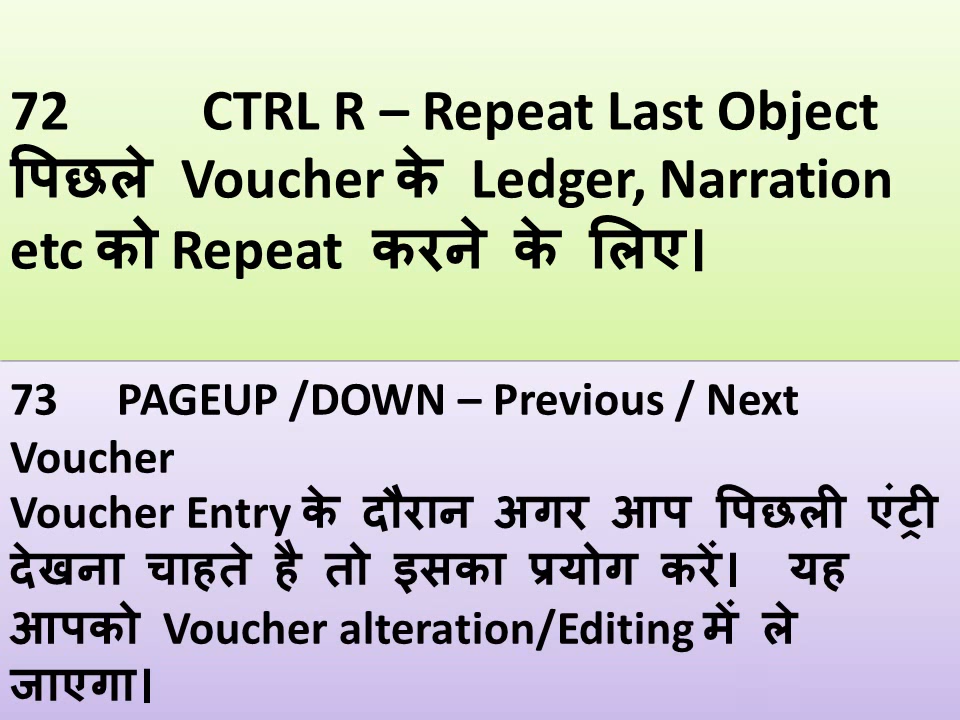 72 CTRL R – Repeat Last Object
पिछले Voucher के Ledger, Narration
etc को Repeat करने के लिए।
73 PAGEUP /DOWN – Previous / Next
Voucher
Voucher Entry के दौरान अगर आप पिछली एंट्री
देखना चाहते है तो इसका प्रयोग करें। यह
आपको Voucher alteration/Editing में ले
जाएगा।